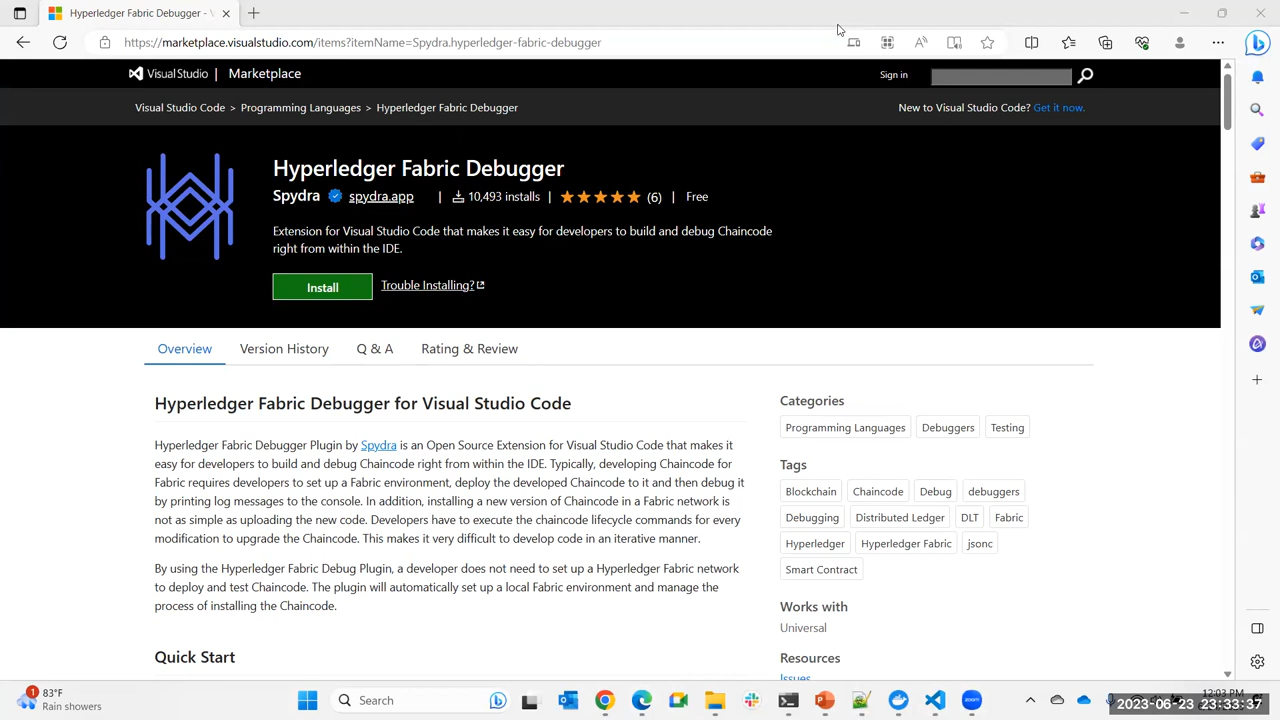 Hyperledger Fabric Debugger - V
https://marketplace.visualstudio.com/items?itemName=Spydra.hyperledger-fabric-debugger
Visual Studio | Marketplace
Sign in
Visual Studio Code > Programming Languages > Hyperledger Fabric Debugger
New to Visual Studio Code? Get it now.
Hyperledger Fabric Debugger
Spydra spydra.app | 10,493 installs | (6) | Free
Extension for Visual Studio Code that makes it easy for developers to build and debug Chaincode
right from within the IDE.
Install
Trouble Installing?
Overview
Version History
Q & A
Rating & Review
Hyperledger Fabric Debugger for Visual Studio Code
Hyperledger Fabric Debugger Plugin by Spydra is an Open Source Extension for Visual Studio Code that makes it
easy for developers to build and debug Chaincode right from within the IDE. Typically, developing Chaincode for
Fabric requires developers to set up a Fabric environment, deploy the developed Chaincode to it and then debug it
by printing log messages to the console. In addition, installing a new version of Chaincode in a Fabric network is
not as simple as uploading the new code. Developers have to execute the chaincode lifecycle commands for every
modification to upgrade the Chaincode. This makes it very difficult to develop code in an iterative manner.
By using the Hyperledger Fabric Debug Plugin, a developer does not need to set up a Hyperledger Fabric network
to deploy and test Chaincode. The plugin will automatically set up a local Fabric environment and manage the
process of installing the Chaincode.
Quick Start
Categories
Programming Languages
Debuggers
Testing
Tags
Blockchain
Chaincode
Debug
debuggers
Debugging
Distributed Ledger
DLT
Fabric
Hyperledger
Hyperledger Fabric
jsonc
Smart Contract
Works with
Universal
Resources
Issues
1
83°F
Rain showers
Search
12:03 PM
2023-06-23 23:33:37